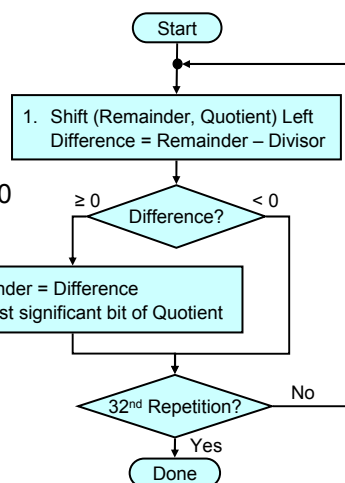 Start
1. Shift (Remainder, Quotient) Left
Difference = Remainder – Divisor
0
≥ 0
< 0
Difference?
nder = Difference
st significant bit of Quotient
32nd Repetition?
No
Yes
Done